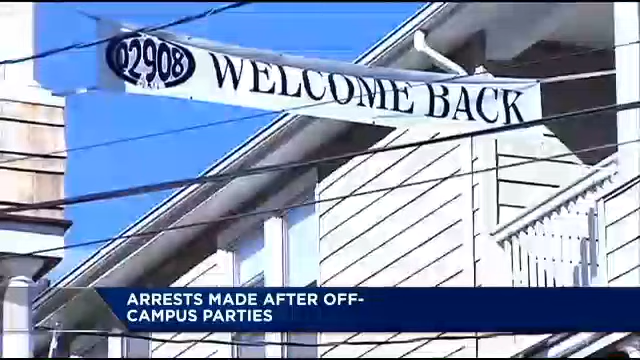 02908
WELCOME BACK
ARRESTS MADE AFTER OFF-
CAMPUS PARTIES